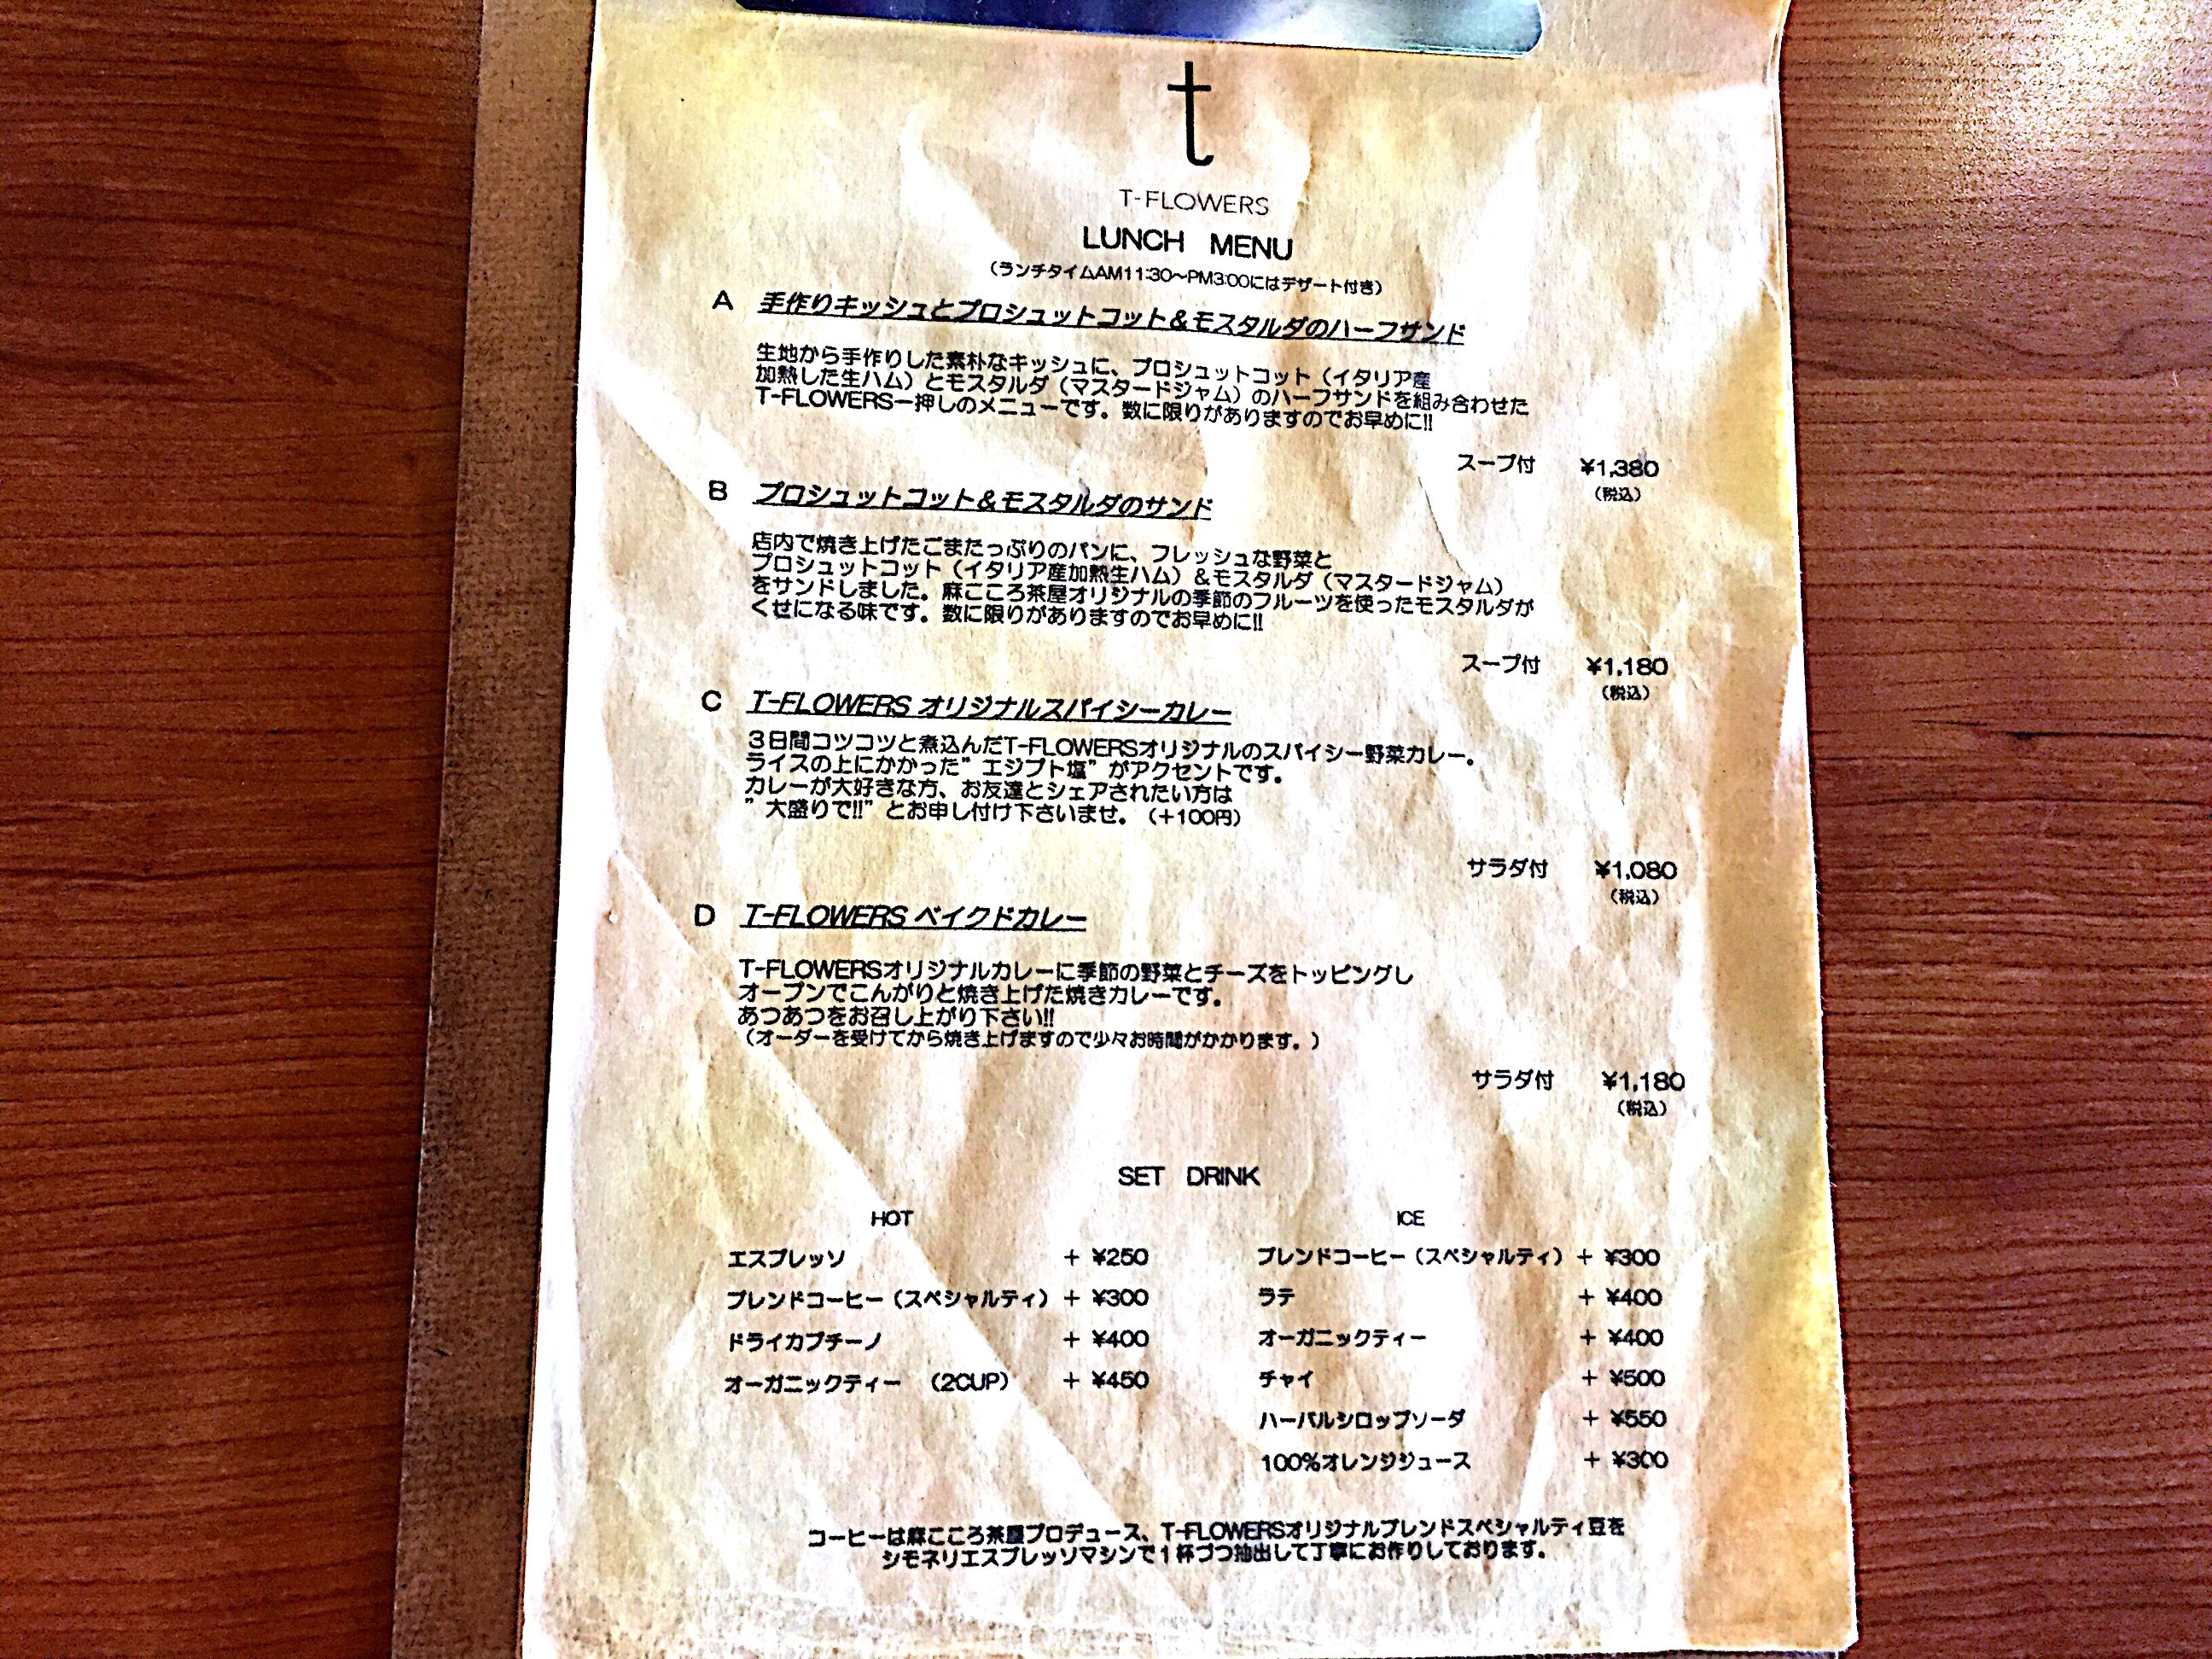 t
T-FLOWERS
LUNCH MENU
(ランチタイムAM11:30～PM3:00にはデザート付き)
A 手作りキッシュとプロシュットコット＆モスタルダのハーフサンド
生地から手作りした素朴なキッシュに、プロシュットコット（イタリア産
加熱した生ハム）とモスタルダ（マスタードジャム）のハーフサンドを組み合わせた
T-FLOWERS一押しのメニューです。数に限りがありますのでお早めに!!
スープ付 ¥1,380
(税込)
B プロシュットコット＆モスタルダのサンド
店内で焼き上げたごまたっぷりのパンに、フレッシュな野菜と
プロシュットコット（イタリア産加熱生ハム）＆モスタルダ（マスタードジャム）
をサンドしました。麻こころ茶屋オリジナルの季節のフルーツを使ったモスタルダが
くせになる味です。数に限りがありますのでお早めに!!
スープ付 ¥1,180
(税込)
C T-FLOWERS オリジナルスパイシーカレー
３日間コツコツと煮込んだT-FLOWERSオリジナルのスパイシー野菜カレー。
ライスの上にかかった”エジプト塩”がアクセントです。
カレーが大好きな方、お友達とシェアされたい方は
”大盛りで!!”とお申し付け下さいませ。（+100円）
サラダ付 ¥1,080
(税込)
D T-FLOWERS ベイクドカレー
T-FLOWERSオリジナルカレーに季節の野菜とチーズをトッピングし
オーブンでこんがりと焼き上げた焼きカレーです。
あつあつをお召し上がり下さい!!
（オーダーを受けてから焼き上げますので少々お時間がかかります。）
サラダ付 ¥1,180
(税込)
SET DRINK
HOT
エスプレッソ + ¥250
ブレンドコーヒー（スペシャルティ） + ¥300
ドライカプチーノ + ¥400
オーガニックティー （2CUP） + ¥450
ICE
ブレンドコーヒー（スペシャルティ） + ¥300
ラテ + ¥400
オーガニックティー + ¥400
チャイ + ¥500
ハーバルシロップソーダ + ¥550
100%オレンジジュース + ¥300
コーヒーは麻こころ茶屋プロデュース、T-FLOWERSオリジナルブレンドスペシャルティ豆を
シモネリエスプレッソマシンで１杯づつ抽出して丁寧にお作りしております。